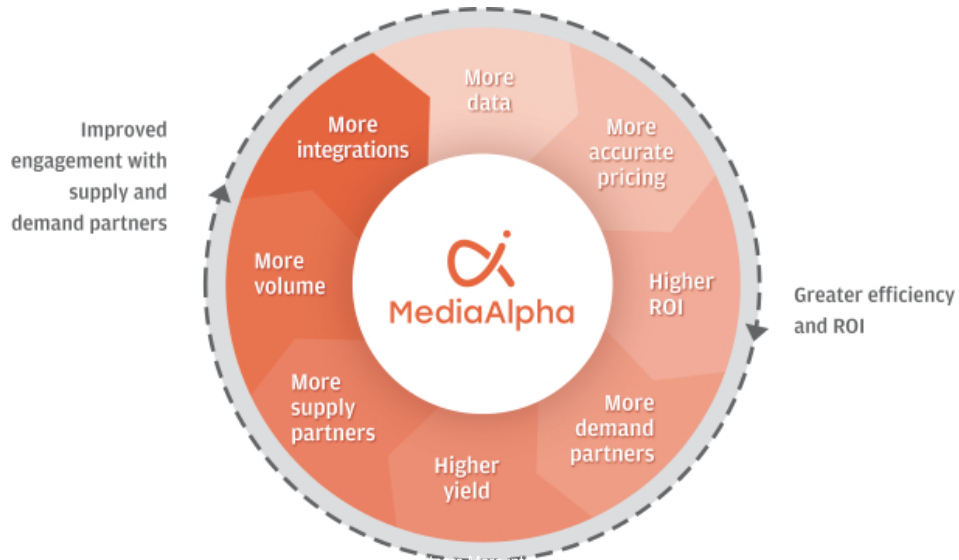 More
data
More
accurate
pricing
Higher
ROI
More
demand
partners
Higher
yield
More
supply
partners
More
volume
More
integrations
MediaAlpha
Improved
engagement with
supply and
demand partners
Greater efficiency
and ROI